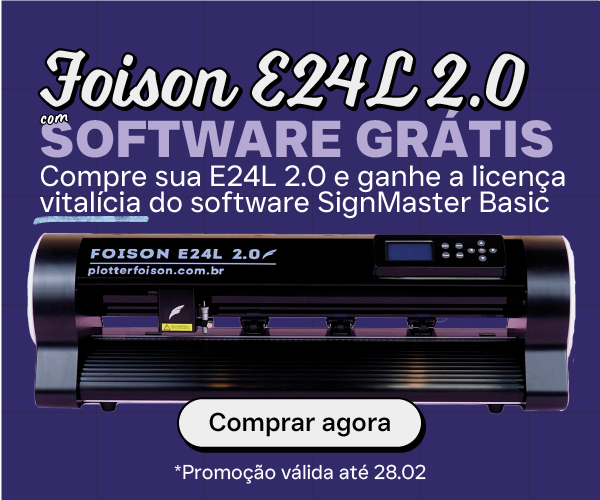 Foison E24L 2.0
com
SOFTWARE GRÁTIS
Compre sua E24L 2.0 e ganhe a licença
vitalícia do software SignMaster Basic
FOISON E24L 2.0
plotterfoison.com.br
Comprar agora
*Promoção válida até 28.02